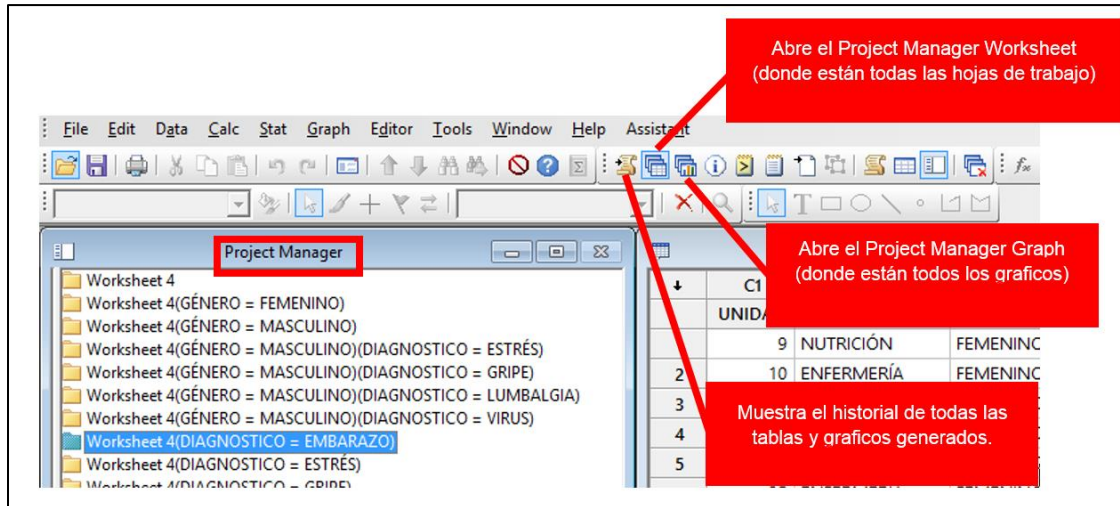 Abre el Project Manager Worksheet
(donde están todas las hojas de trabajo)
File Edit Data Calc Stat Graph Editor Tools Window Help Assistant
Project Manager
Worksheet 4
Worksheet 4(GÉNERO = FEMENINO)
Worksheet 4(GÉNERO = MASCULINO)
Worksheet 4(GÉNERO = MASCULINO)(DIAGNOSTICO = ESTRÉS)
Worksheet 4(GÉNERO = MASCULINO)(DIAGNOSTICO = GRIPE)
Worksheet 4(GÉNERO = MASCULINO)(DIAGNOSTICO = LUMBALGIA)
Worksheet 4(GÉNERO = MASCULINO)(DIAGNOSTICO = VIRUS)
Worksheet 4(DIAGNOSTICO = EMBARAZO)
Worksheet 4(DIAGNOSTICO = ESTRÉS)
Worksheet 4(DIAGNOSTICO = GRIPE)
Abre el Project Manager Graph
(donde están todos los graficos)
C1
9 NUTRICIÓN FEMENINO
2 10 ENFERMERÍA FEMENINO
3
4
5
Muestra el historial de todas las
tablas y graficos generados.